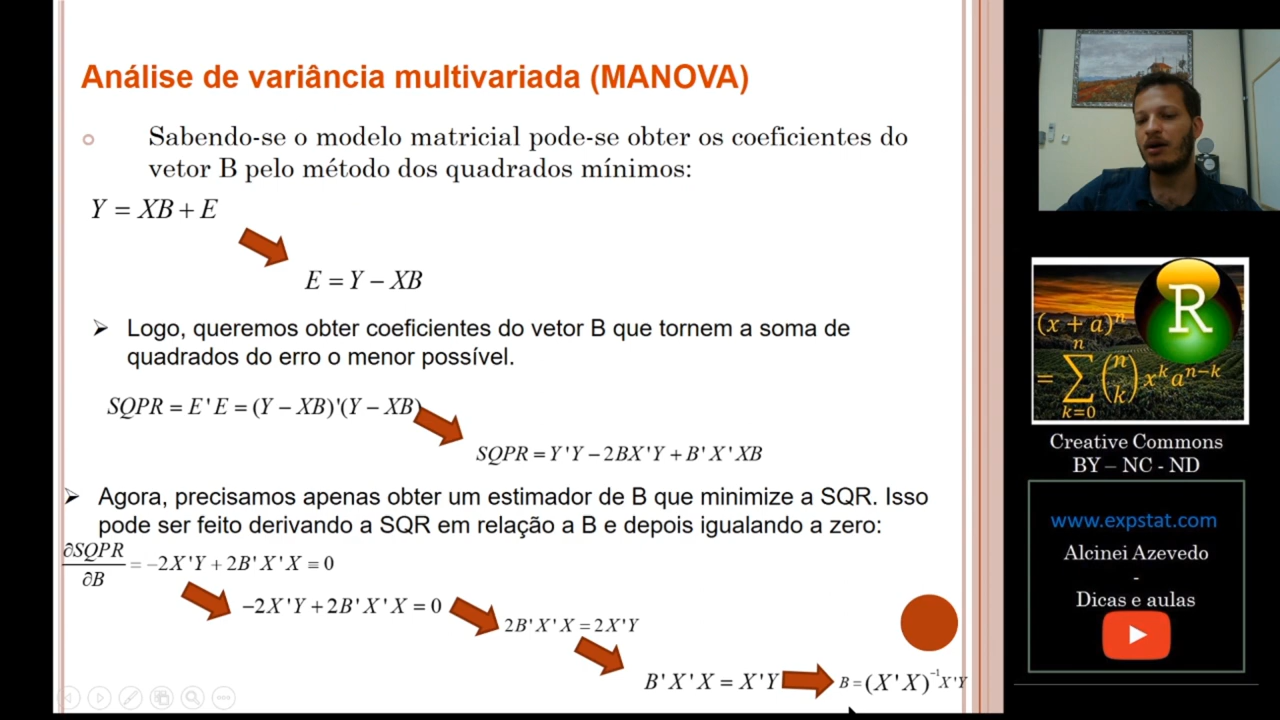 Análise de variância multivariada (MANOVA)
Sabendo-se o modelo matricial pode-se obter os coeficientes do
vetor B pelo método dos quadrados mínimos:
Y = XB + E
E = Y − XB
Logo, queremos obter coeficientes do vetor B que tornem a soma de
quadrados do erro o menor possível.
SQPR = E'E = (Y − XB)'(Y − XB)
SQPR = Y'Y − 2BX'Y + B'X'XB
Agora, precisamos apenas obter um estimador de B que minimize a SQR. Isso
pode ser feito derivando a SQR em relação a B e depois igualando a zero:
∂SQPR/∂B = −2X'Y + 2B'X'X = 0
−2X'Y + 2B'X'X = 0
2B'X'X = 2X'Y
B'X'X = X'Y
B = (X'X)⁻¹X'Y
R
(x + a)ⁿ
= ∑ₖ₌₀ⁿ (n k) xᵏaⁿ⁻ᵏ
Creative Commons
BY – NC - ND
www.expstat.com
Alcinei Azevedo
-
Dicas e aulas